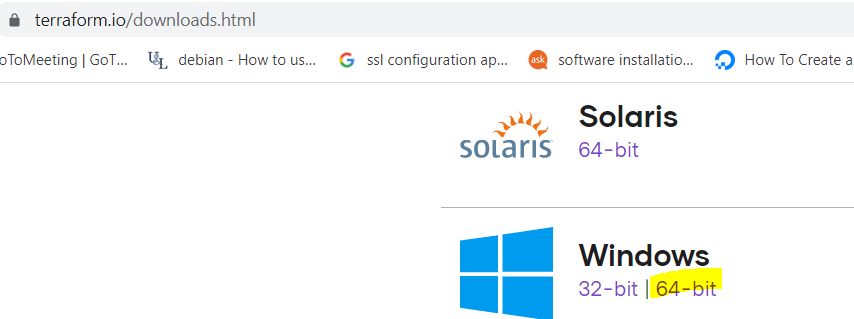 terraform.io/downloads.html
oToMeeting | GoT... U&L debian - How to us... G ssl configuration ap... ask software installatio... How To Create a
solaris Solaris
64-bit
Windows
32-bit | 64-bit